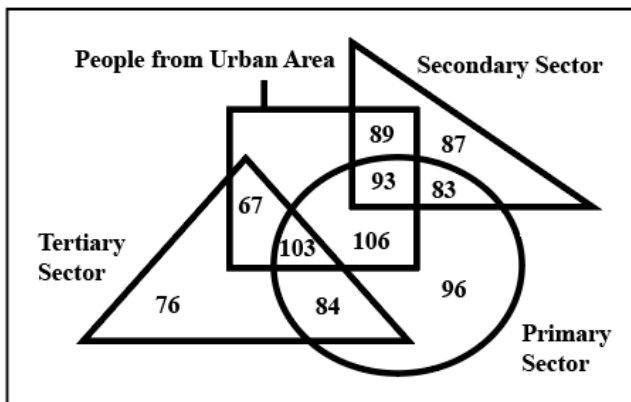 People from Urban Area
Secondary Sector
89
87
93
83
67
103
106
Tertiary
Sector
76
84
96
Primary
Sector